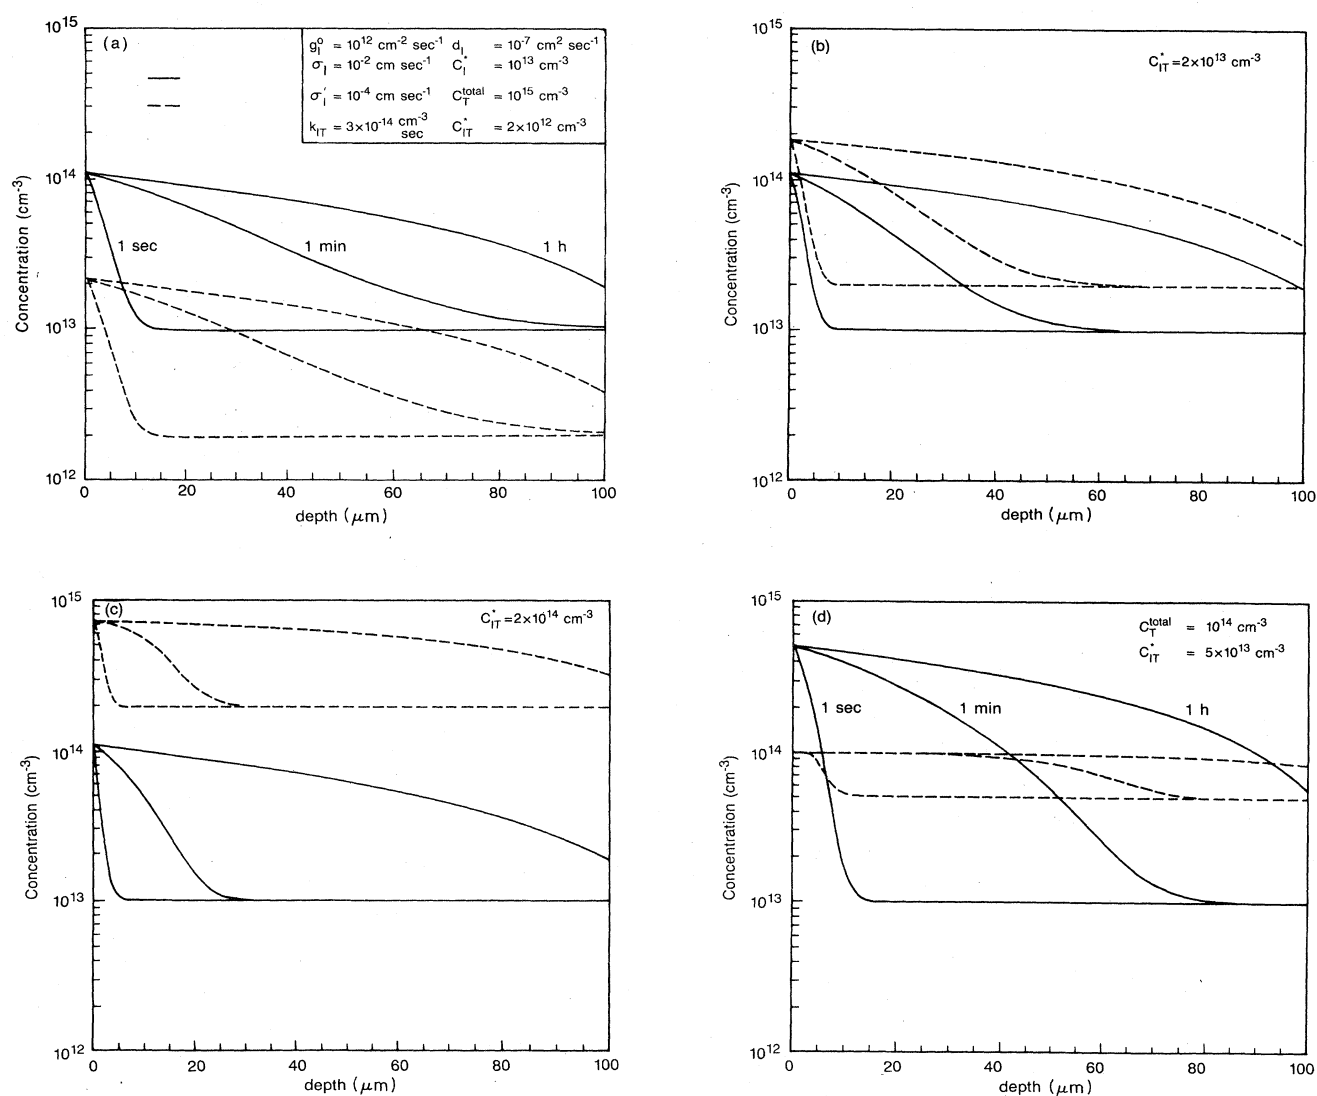 (a)
g_I^o = 10^12 cm^-2 sec^-1 d_I = 10^-7 cm^2 sec^-1
σ_I = 10^-2 cm sec^-1 C_I^* = 10^13 cm^-3
σ_I^' = 10^-4 cm sec^-1 C_T^total = 10^15 cm^-3
k_IT = 3×10^-14 cm^-3/sec C_IT^* = 2×10^12 cm^-3
10^15
10^14
10^13
10^12
Concentration (cm^-3)
1 sec
1 min
1 h
0 20 40 60 80 100
depth (μm)
(b)
C_IT^* = 2×10^13 cm^-3
10^15
10^14
10^13
10^12
Concentration (cm^-3)
0 20 40 60 80 100
depth (μm)
(c)
C_IT^* = 2×10^14 cm^-3
10^15
10^14
10^13
10^12
Concentration (cm^-3)
0 20 40 60 80 100
depth (μm)
(d)
C_T^total = 10^14 cm^-3
C_IT^* = 5×10^13 cm^-3
10^15
10^14
10^13
10^12
Concentration (cm^-3)
1 sec
1 min
1 h
0 20 40 60 80 100
depth (μm)